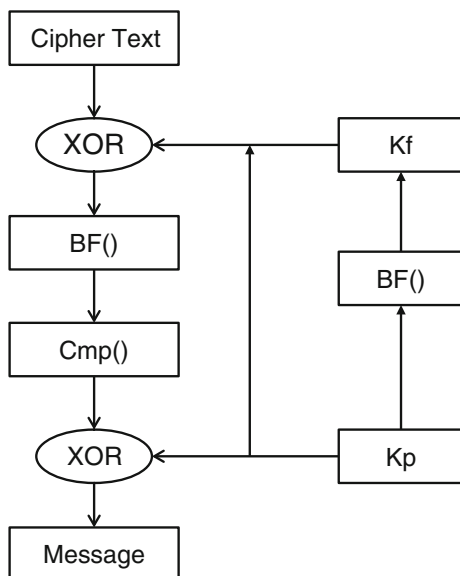 Cipher Text
XOR
Kf
BF()
BF()
Cmp()
XOR
Kp
Message